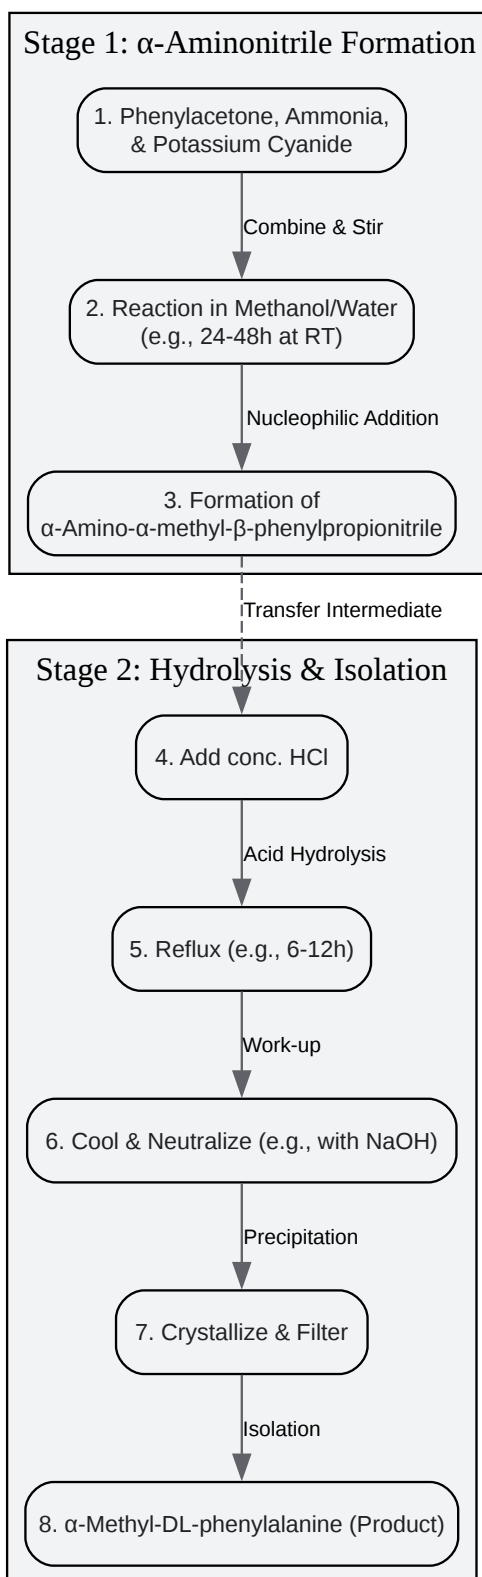 Stage 1: α-Aminonitrile Formation
1. Phenylacetone, Ammonia,
& Potassium Cyanide
Combine & Stir
2. Reaction in Methanol/Water
(e.g., 24-48h at RT)
Nucleophilic Addition
3. Formation of
α-Amino-α-methyl-β-phenylpropionitrile
Transfer Intermediate
Stage 2: Hydrolysis & Isolation
4. Add conc. HCl
Acid Hydrolysis
5. Reflux (e.g., 6-12h)
Work-up
6. Cool & Neutralize (e.g., with NaOH)
Precipitation
7. Crystallize & Filter
Isolation
8. α-Methyl-DL-phenylalanine (Product)